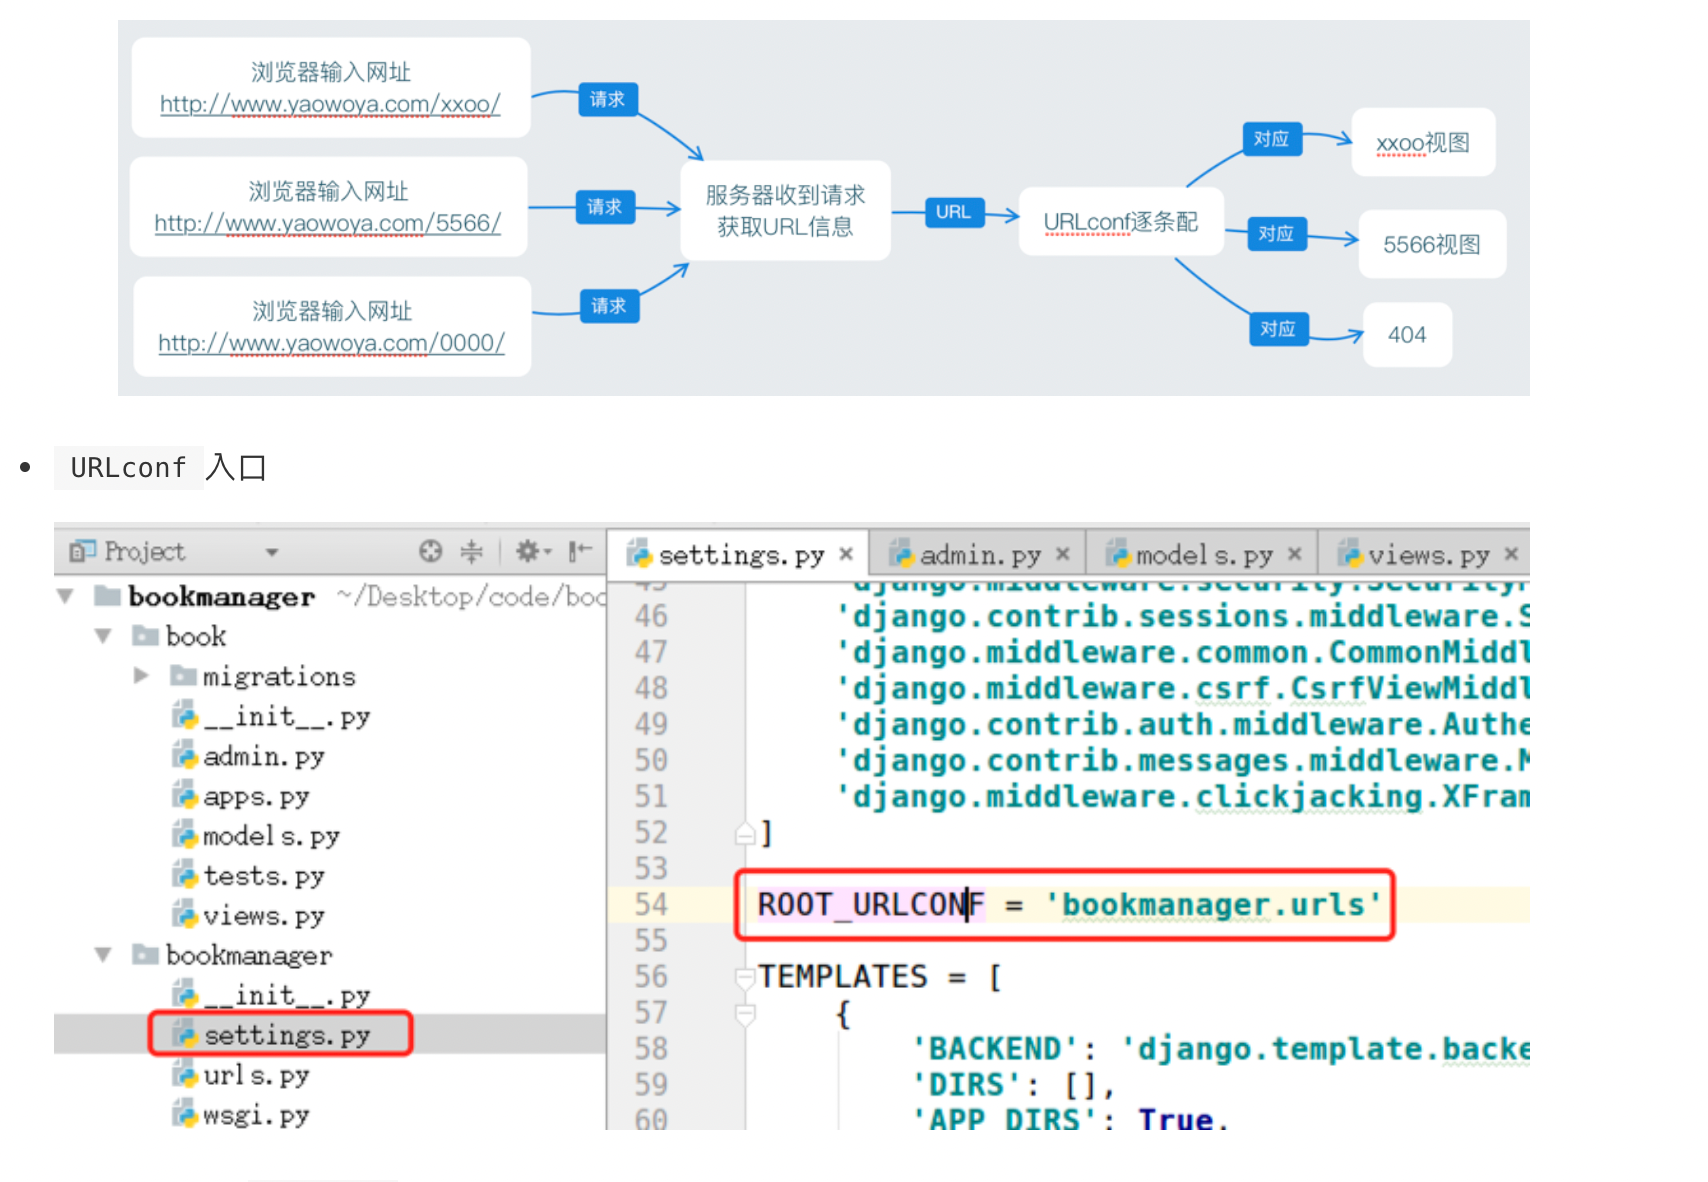 浏览器输入网址
http://www.yaowoya.com/xxoo/
请求
浏览器输入网址
http://www.yaowoya.com/5566/
请求
浏览器输入网址
http://www.yaowoya.com/0000/
请求
服务器收到请求
获取URL信息
URL
URLconf逐条配
对应
xxoo视图
对应
5566视图
对应
404
• URLconf 入口
Project
bookmanager ~/Desktop/code/boo
book
migrations
__init__.py
admin.py
apps.py
models.py
tests.py
views.py
bookmanager
__init__.py
settings.py
urls.py
wsgi.py
settings.py × admin.py × models.py × views.py ×
45 'django.middleware.security.Security
46 'django.contrib.sessions.middleware.S
47 'django.middleware.common.CommonMiddl
48 'django.middleware.csrf.CsrfViewMiddl
49 'django.contrib.auth.middleware.Authe
50 'django.contrib.messages.middleware.M
51 'django.middleware.clickjacking.XFram
52 ]
53
54 ROOT_URLCONF = 'bookmanager.urls'
55
56 TEMPLATES = [
57 {
58 'BACKEND': 'django.template.backe
59 'DIRS': [],
60 'APP_DIRS': True,